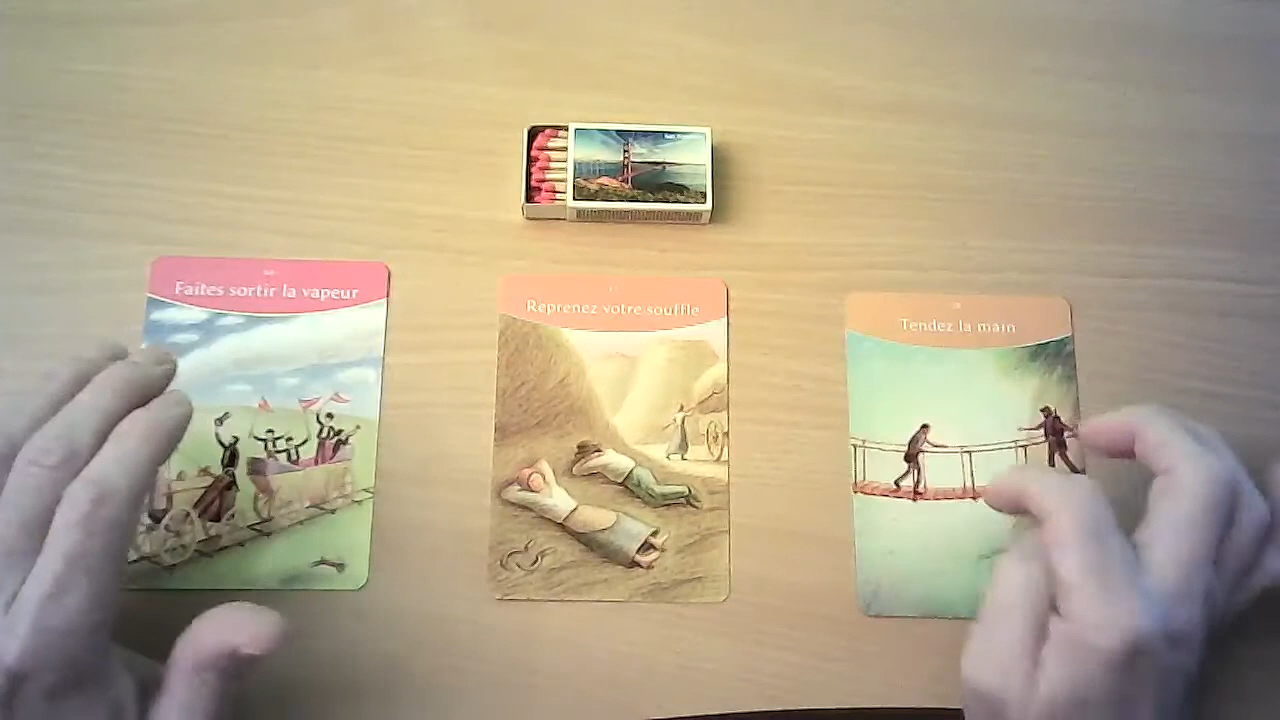 Faites sortir la vapeur
Reprenez votre souffle
Tendez la main